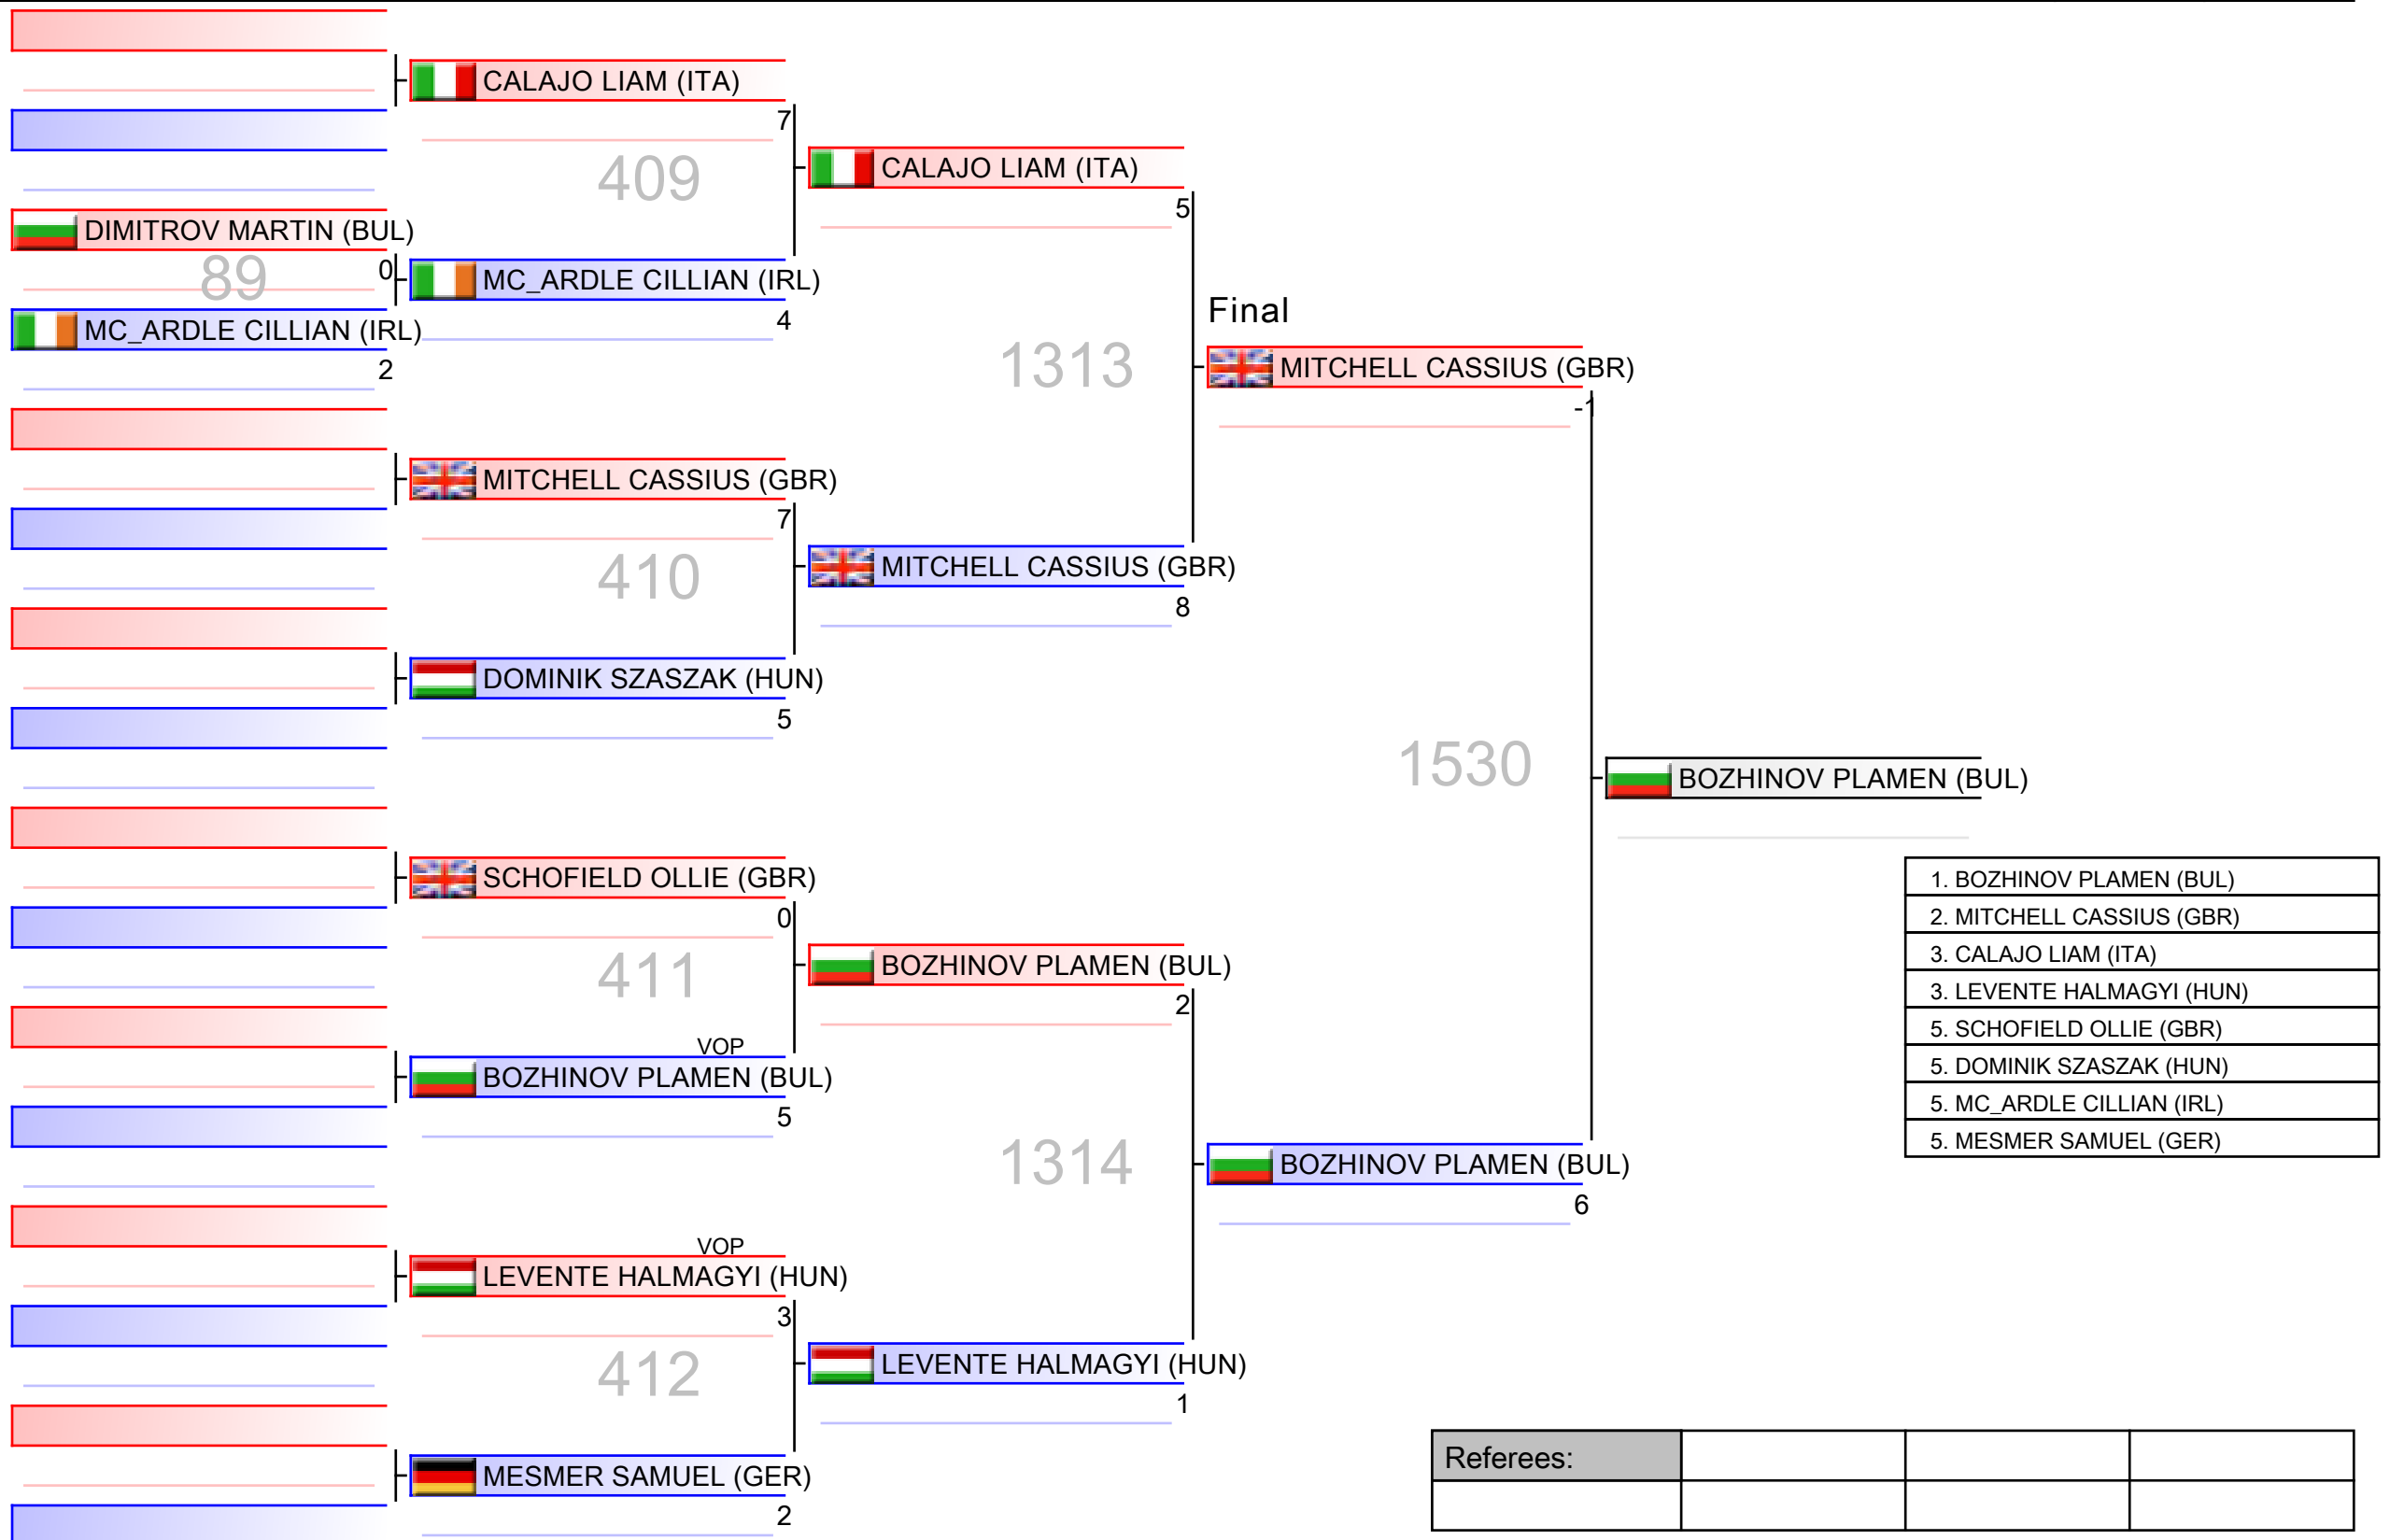 DIMITROV MARTIN (BUL)
0
89
MC_ARDLE CILLIAN (IRL)
2
CALAJO LIAM (ITA)
7
409
MC_ARDLE CILLIAN (IRL)
4
MITCHELL CASSIUS (GBR)
7
410
DOMINIK SZASZAK (HUN)
5
SCHOFIELD OLLIE (GBR)
0
411
VOP
BOZHINOV PLAMEN (BUL)
5
VOP
LEVENTE HALMAGYI (HUN)
3
412
MESMER SAMUEL (GER)
2
CALAJO LIAM (ITA)
5
1313
MITCHELL CASSIUS (GBR)
8
BOZHINOV PLAMEN (BUL)
2
1314
LEVENTE HALMAGYI (HUN)
1
Final
MITCHELL CASSIUS (GBR)
-1
1530
BOZHINOV PLAMEN (BUL)
6
BOZHINOV PLAMEN (BUL)
1. BOZHINOV PLAMEN (BUL)
2. MITCHELL CASSIUS (GBR)
3. CALAJO LIAM (ITA)
3. LEVENTE HALMAGYI (HUN)
5. SCHOFIELD OLLIE (GBR)
5. DOMINIK SZASZAK (HUN)
5. MC_ARDLE CILLIAN (IRL)
5. MESMER SAMUEL (GER)
Referees: